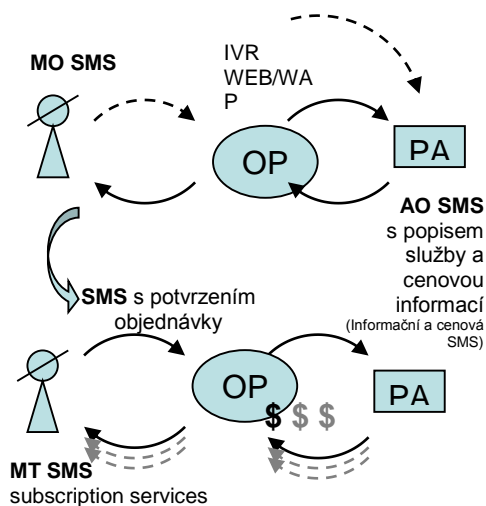 MO SMS
IVR
WEB/WA
P
OP
PA
AO SMS
s popisem
služby a
cenovou
informací
(Informační a cenová
SMS)
SMS s potvrzením
objednávky
OP
$ $ $
PA
MT SMS
subscription services